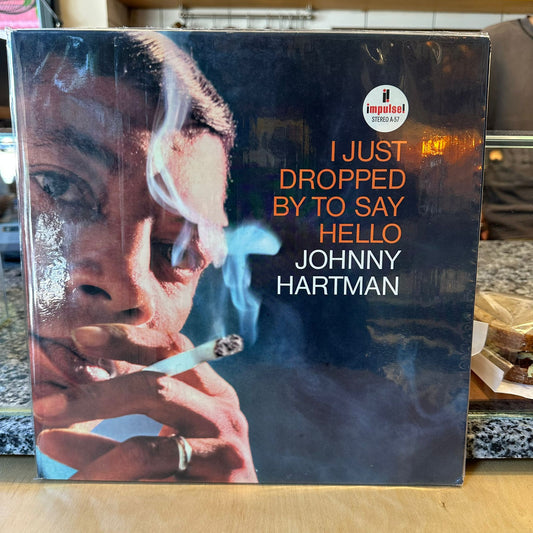 impulse!
STEREO A-57
I JUST
DROPPED
BY TO SAY
HELLO
JOHNNY
HARTMAN